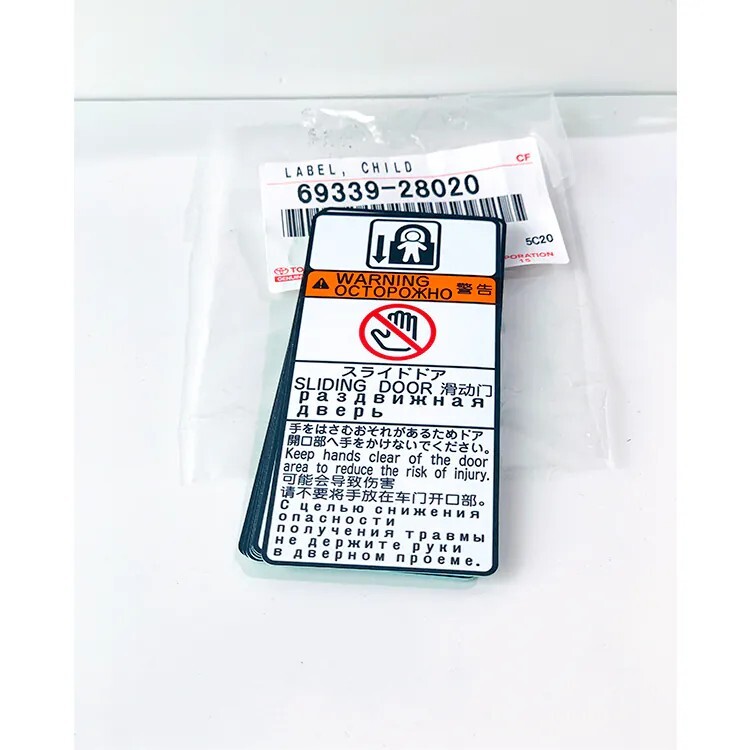 LABEL, CHILD
CF
69339-28020
5C20
TO
GENUIN
PORATION
15
WARNING
ОСТОРОЖНО 警告
スライドドア
SLIDING DOOR 滑动门
раздвижная
дверь
手をはさむおそれがあるためドア
開口部へ手をかけないでください。
Keep hands clear of the door
area to reduce the risk of injury.
可能会导致伤害
请不要将手放在车门开口部。
С целью снижения
опасности
получения травмы
не держите руки
в дверном проеме.